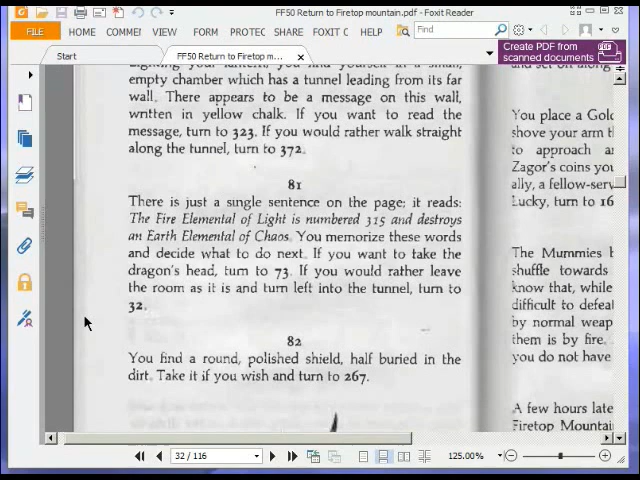 FF50 Return to Firetop mountain.pdf - Foxit Reader
FILE HOME COMMEI VIEW FORM PROTEC SHARE FOXIT C Find
Start FF50 Return to Firetop m...
Create PDF from
scanned documents
empty chamber which has a tunnel leading from its far
wall. There appears to be a message on this wall,
written in yellow chalk. If you want to read the
message, turn to 323. If you would rather walk straight
along the tunnel, turn to 372.
81
There is just a single sentence on the page; it reads:
The Fire Elemental of Light is numbered 315 and destroys
an Earth Elemental of Chaos. You memorize these words
and decide what to do next. If you want to take the
dragon's head, turn to 73. If you would rather leave
the room as it is and turn left into the tunnel, turn to
32.
82
You find a round, polished shield, half buried in the
dirt. Take it if you wish and turn to 267.
You place a Gold
shove your arm t
to approach a
Zagor's coins you
ally, a fellow-serv
Lucky, turn to 16
The Mummies b
shuffle towards
know that, while
difficult to defeat
by normal weap
them is by fire.
you do not have
A few hours late
Firetop Mountai
32 / 116 125.00%